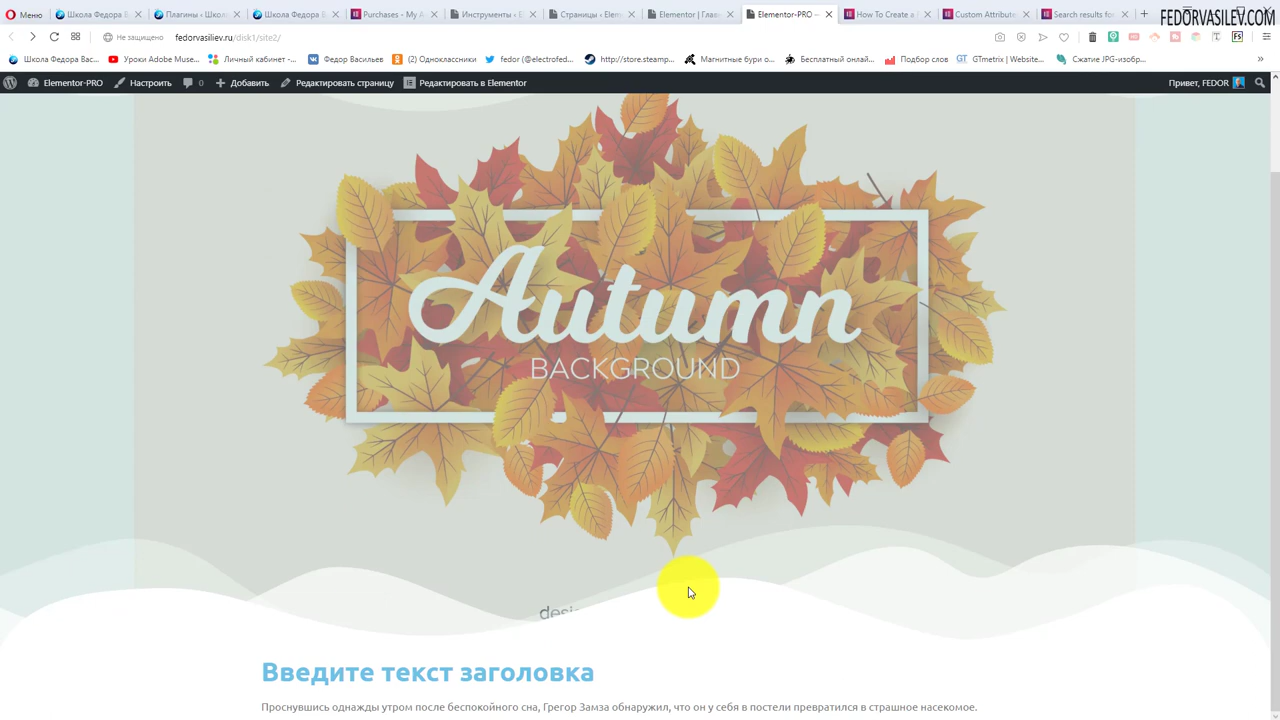 FEDORVASILEV.COM
Меню
Школа Федора В
Плагины ‹ Школ
Школа Федора В
Purchases - My A
Инструменты ‹ E
Страницы ‹ Elem
Elementor | Глав
Elementor-PRO –
How To Create a
Custom Attribute
Search results for
Не защищено
fedorvasiliev.ru/disk1/site2/
Школа Федора Вас...
Уроки Adobe Muse...
Личный кабинет -...
Федор Васильев
(2) Одноклассники
fedor (@electrofed...
http://store.steamp...
Магнитные бури о...
Бесплатный онлай...
Подбор слов
GTmetrix | Website...
Сжатие JPG-изобр...
Elementor-PRO
Настроить
0
Добавить
Редактировать страницу
Редактировать в Elementor
Привет, FEDOR
Autumn
BACKGROUND
Введите текст заголовка
Проснувшись однажды утром после беспокойного сна, Грегор Замза обнаружил, что он у себя в постели превратился в страшное насекомое.